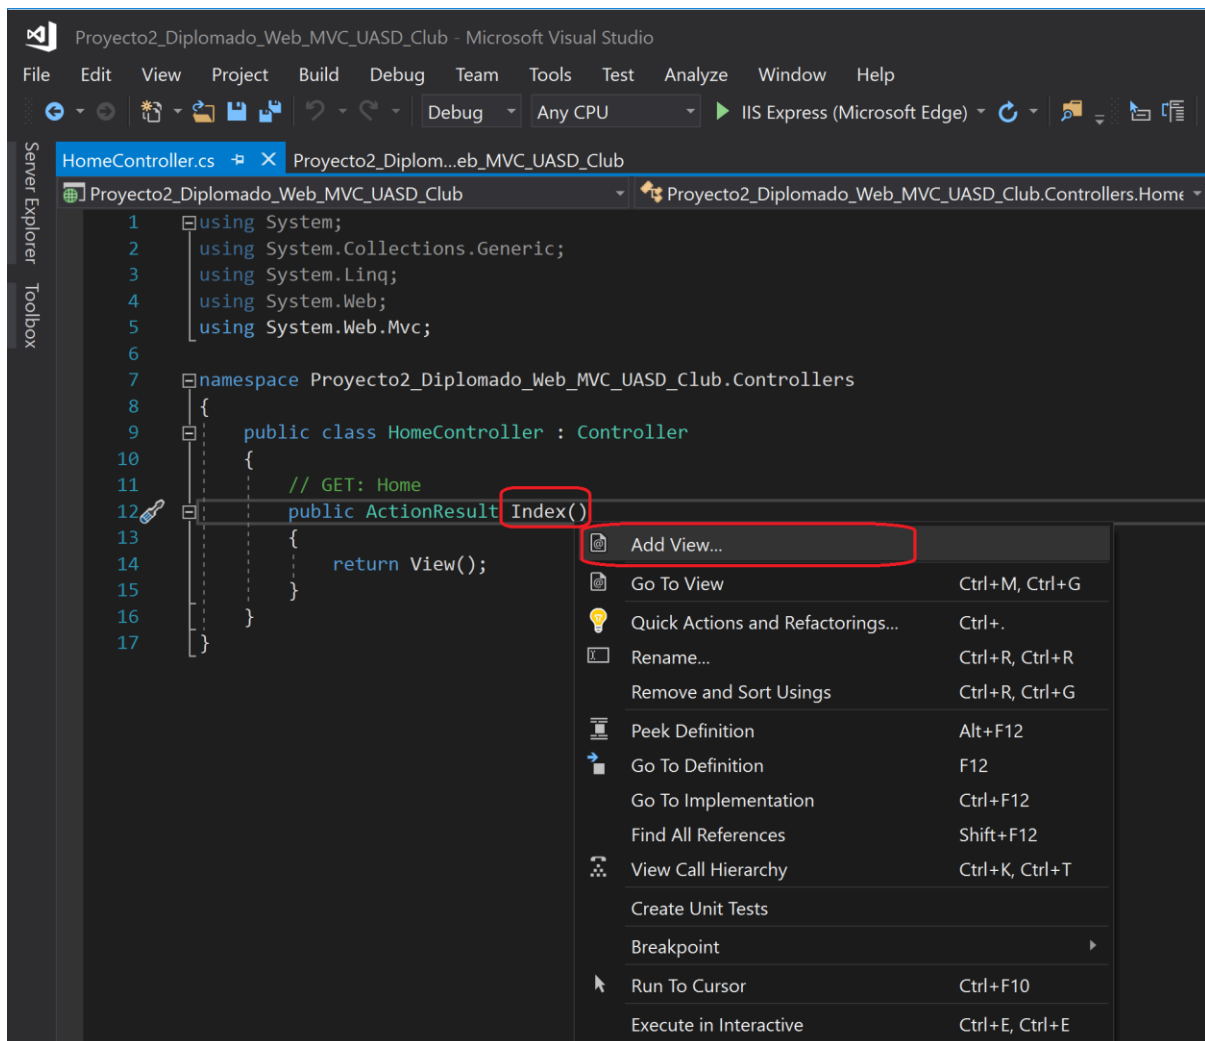 Proyecto2_Diplomado_Web_MVC_UASD_Club - Microsoft Visual Studio
File Edit View Project Build Debug Team Tools Test Analyze Window Help
Debug Any CPU IIS Express (Microsoft Edge)
Server Explorer
Toolbox
HomeController.cs Proyecto2_Diplom...eb_MVC_UASD_Club
Proyecto2_Diplomado_Web_MVC_UASD_Club Proyecto2_Diplomado_Web_MVC_UASD_Club.Controllers.Home
1 using System;
2 using System.Collections.Generic;
3 using System.Linq;
4 using System.Web;
5 using System.Web.Mvc;
6
7 namespace Proyecto2_Diplomado_Web_MVC_UASD_Club.Controllers
8 {
9 public class HomeController : Controller
10 {
11 // GET: Home
12 public ActionResult Index()
13 {
14 return View();
15 }
16 }
17 }
Add View...
Go To View Ctrl+M, Ctrl+G
Quick Actions and Refactorings... Ctrl+.
Rename... Ctrl+R, Ctrl+R
Remove and Sort Usings Ctrl+R, Ctrl+G
Peek Definition Alt+F12
Go To Definition F12
Go To Implementation Ctrl+F12
Find All References Shift+F12
View Call Hierarchy Ctrl+K, Ctrl+T
Create Unit Tests
Breakpoint
Run To Cursor Ctrl+F10
Execute in Interactive Ctrl+E, Ctrl+E